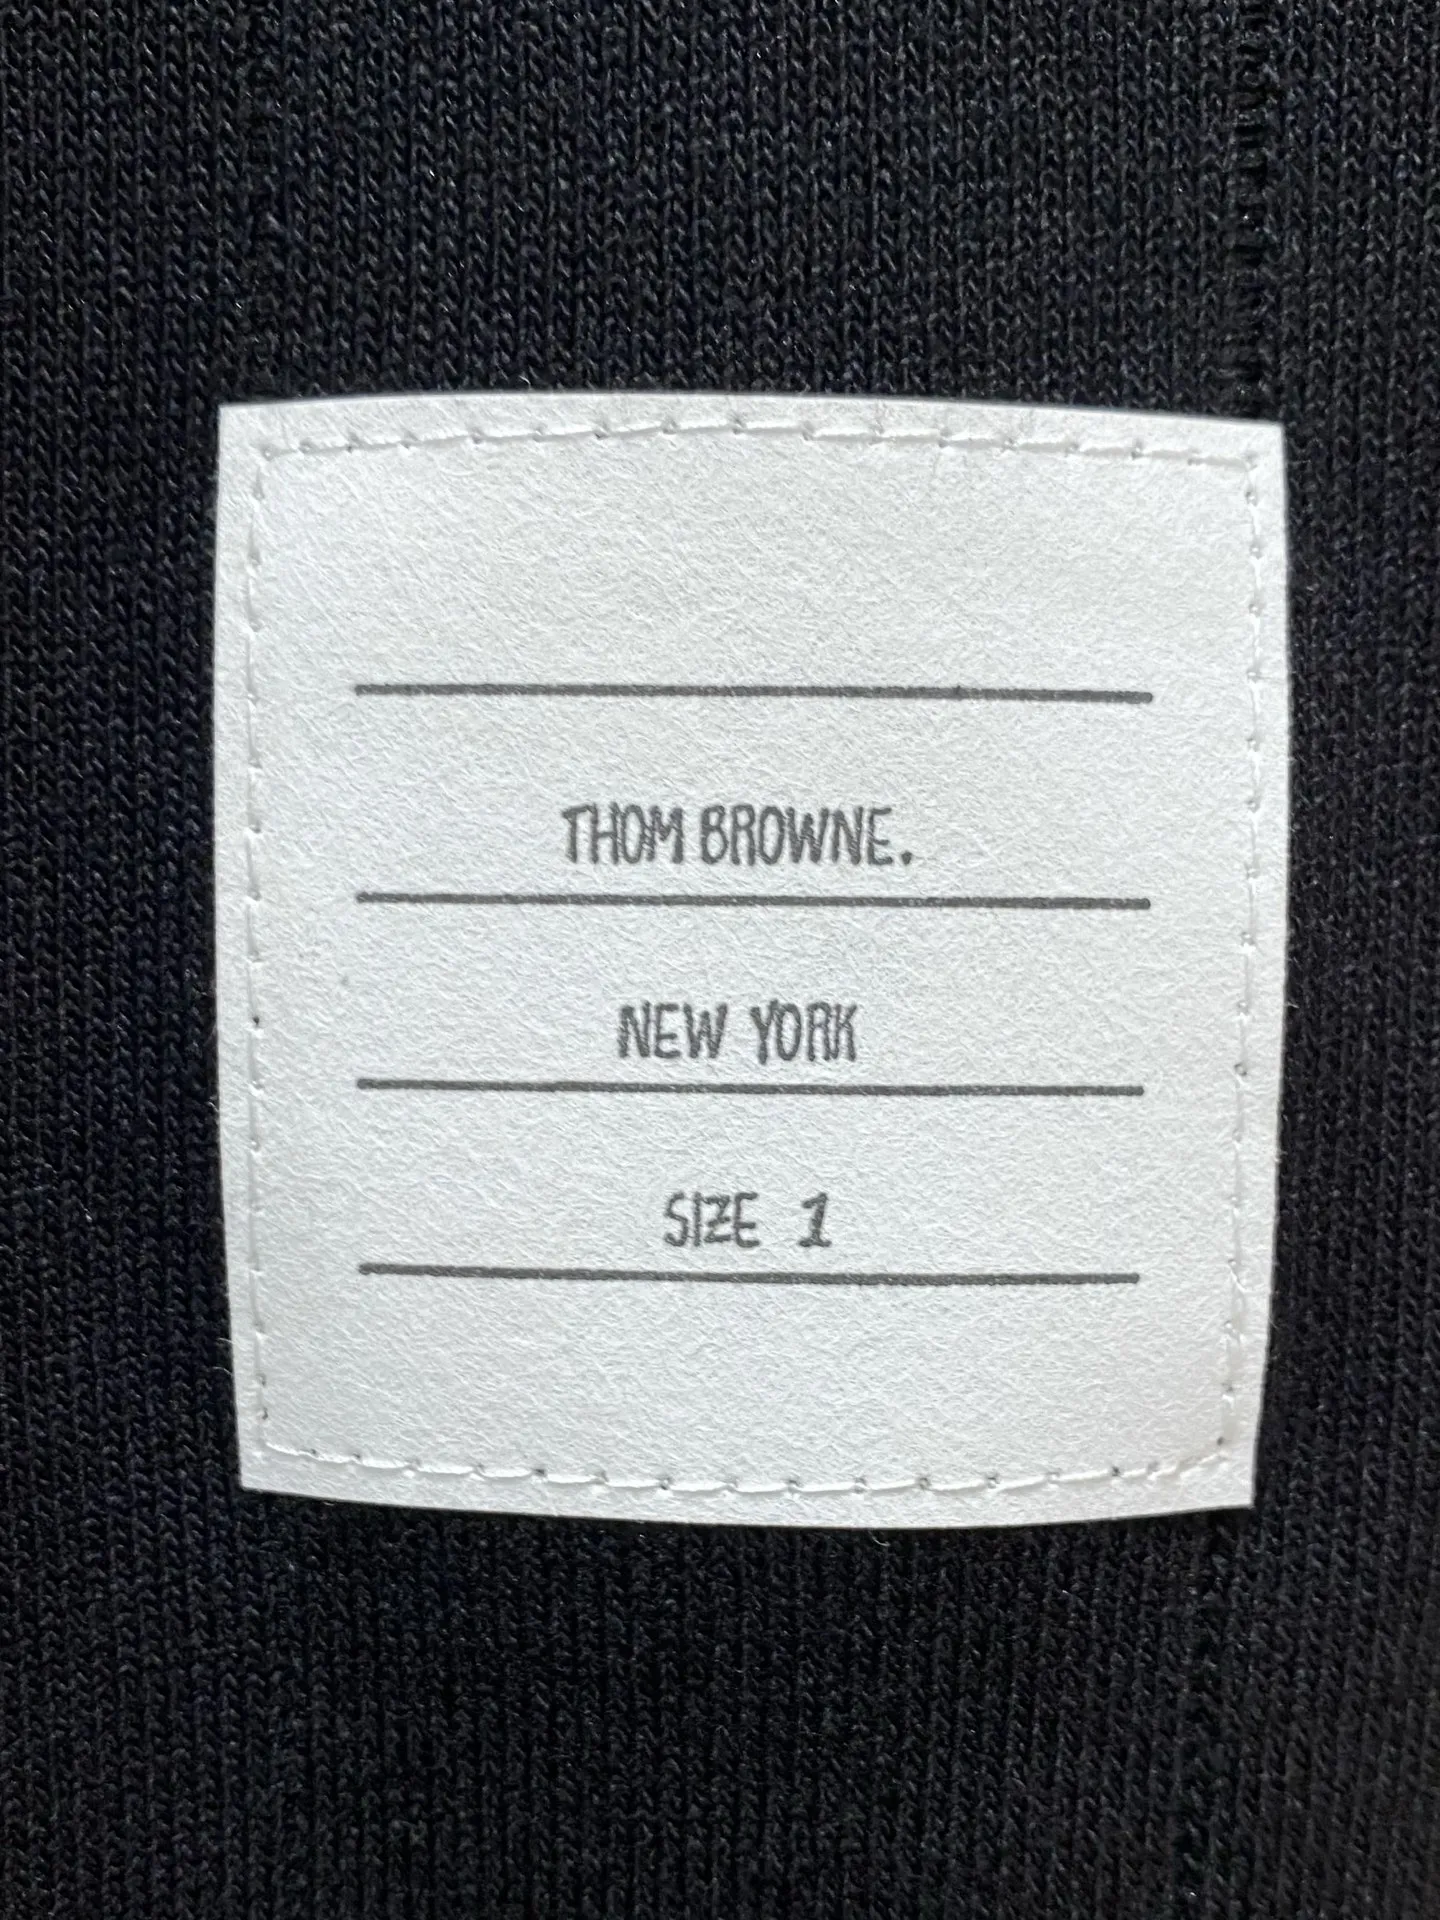 THOM BROWNE.
NEW YORK
SIZE 1